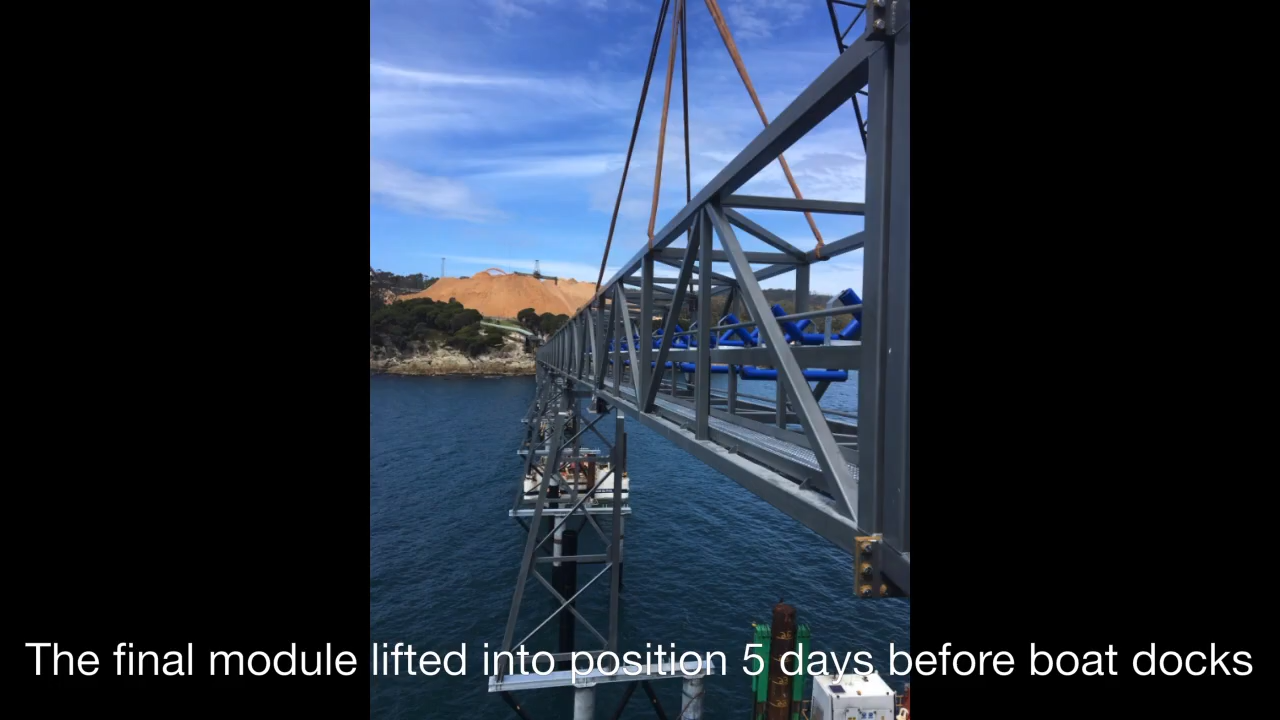 The final module lifted into position 5 days before boat docks